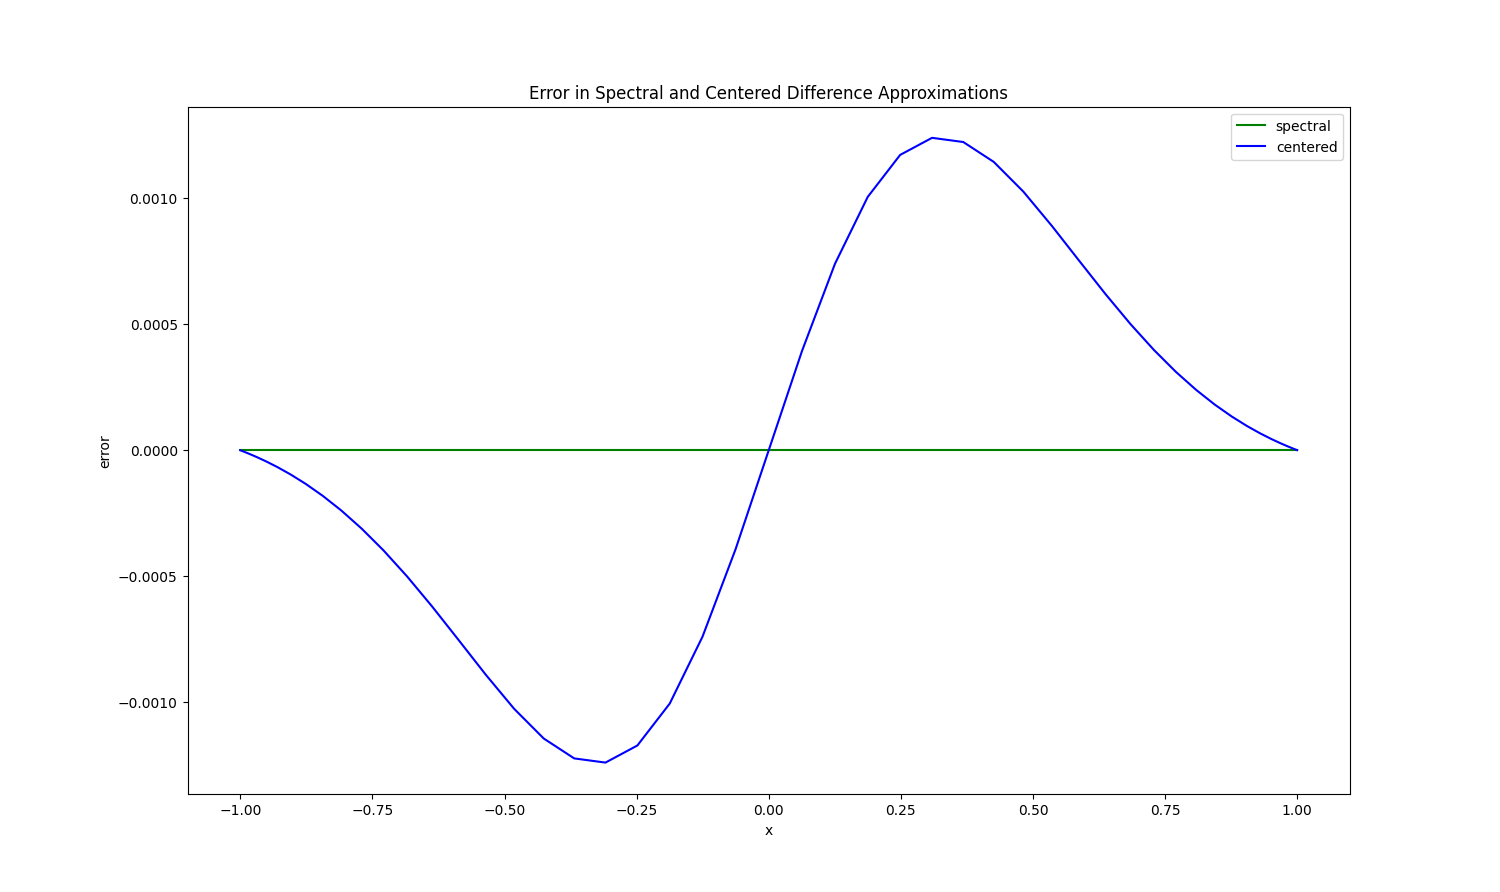 Error in Spectral and Centered Difference Approximations
spectral
centered
0.0010
0.0005
0.0000
−0.0005
−0.0010
error
−1.00 −0.75 −0.50 −0.25 0.00 0.25 0.50 0.75 1.00
x